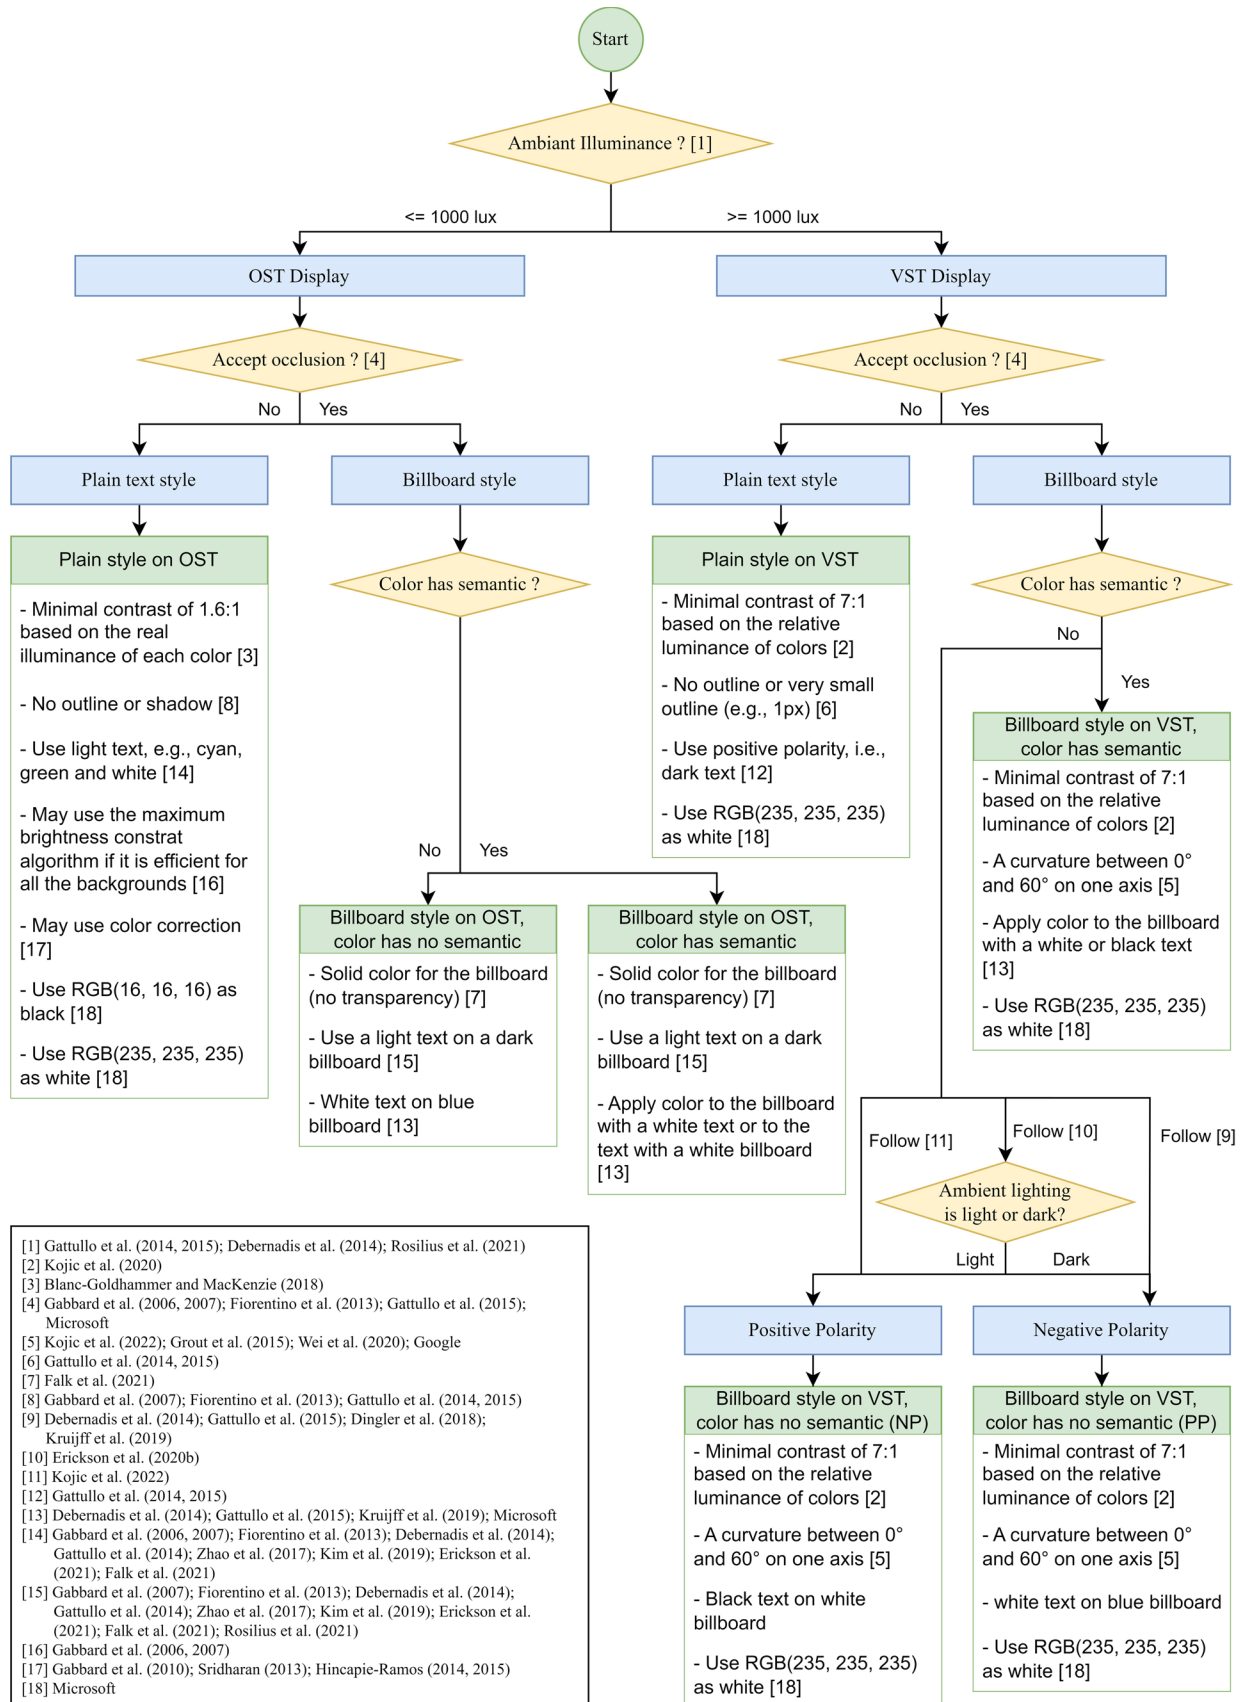 Start
Ambiant Illuminance ? [1]
<= 1000 lux
>= 1000 lux
OST Display
VST Display
Accept occlusion ? [4]
Accept occlusion ? [4]
No
Yes
No
Yes
Plain text style
Billboard style
Plain text style
Billboard style
Plain style on OST
- Minimal contrast of 1.6:1
based on the real
illuminance of each color [3]
- No outline or shadow [8]
- Use light text, e.g., cyan,
green and white [14]
- May use the maximum
brightness constrat
algorithm if it is efficient for
all the backgrounds [16]
- May use color correction
[17]
- Use RGB(16, 16, 16) as
black [18]
- Use RGB(235, 235, 235)
as white [18]
Color has semantic ?
No
Yes
Billboard style on OST,
color has no semantic
- Solid color for the billboard
(no transparency) [7]
- Use a light text on a dark
billboard [15]
- White text on blue
billboard [13]
Billboard style on OST,
color has semantic
- Solid color for the billboard
(no transparency) [7]
- Use a light text on a dark
billboard [15]
- Apply color to the billboard
with a white text or to the
text with a white billboard
[13]
Plain style on VST
- Minimal contrast of 7:1
based on the relative
luminance of colors [2]
- No outline or very small
outline (e.g., 1px) [6]
- Use positive polarity, i.e.,
dark text [12]
- Use RGB(235, 235, 235)
as white [18]
Color has semantic ?
No
Yes
Billboard style on VST,
color has semantic
- Minimal contrast of 7:1
based on the relative
luminance of colors [2]
- A curvature between 0°
and 60° on one axis [5]
- Apply color to the billboard
with a white or black text
[13]
- Use RGB(235, 235, 235)
as white [18]
Follow [11]
Follow [10]
Follow [9]
Ambient lighting
is light or dark?
Light
Dark
Positive Polarity
Negative Polarity
Billboard style on VST,
color has no semantic (NP)
- Minimal contrast of 7:1
based on the relative
luminance of colors [2]
- A curvature between 0°
and 60° on one axis [5]
- Black text on white
billboard
- Use RGB(235, 235, 235)
as white [18]
Billboard style on VST,
color has no semantic (PP)
- Minimal contrast of 7:1
based on the relative
luminance of colors [2]
- A curvature between 0°
and 60° on one axis [5]
- white text on blue billboard
- Use RGB(235, 235, 235)
as white [18]
[1] Gattullo et al. (2014, 2015); Debernadis et al. (2014); Rosilius et al. (2021)
[2] Kojic et al. (2020)
[3] Blanc-Goldhammer and MacKenzie (2018)
[4] Gabbard et al. (2006, 2007); Fiorentino et al. (2013); Gattullo et al. (2015);
Microsoft
[5] Kojic et al. (2022); Grout et al. (2015); Wei et al. (2020); Google
[6] Gattullo et al. (2014, 2015)
[7] Falk et al. (2021)
[8] Gabbard et al. (2007); Fiorentino et al. (2013); Gattullo et al. (2014, 2015)
[9] Debernadis et al. (2014); Gattullo et al. (2015); Dingler et al. (2018);
Kruijff et al. (2019)
[10] Erickson et al. (2020b)
[11] Kojic et al. (2022)
[12] Gattullo et al. (2014, 2015)
[13] Debernadis et al. (2014); Gattullo et al. (2015); Kruijff et al. (2019); Microsoft
[14] Gabbard et al. (2006, 2007); Fiorentino et al. (2013); Debernadis et al. (2014);
Gattullo et al. (2014); Zhao et al. (2017); Kim et al. (2019); Erickson et al.
(2021); Falk et al. (2021)
[15] Gabbard et al. (2007); Fiorentino et al. (2013); Debernadis et al. (2014);
Gattullo et al. (2014); Zhao et al. (2017); Kim et al. (2019); Erickson et al.
(2021); Falk et al. (2021); Rosilius et al. (2021)
[16] Gabbard et al. (2006, 2007)
[17] Gabbard et al. (2010); Sridharan (2013); Hincapie-Ramos (2014, 2015)
[18] Microsoft